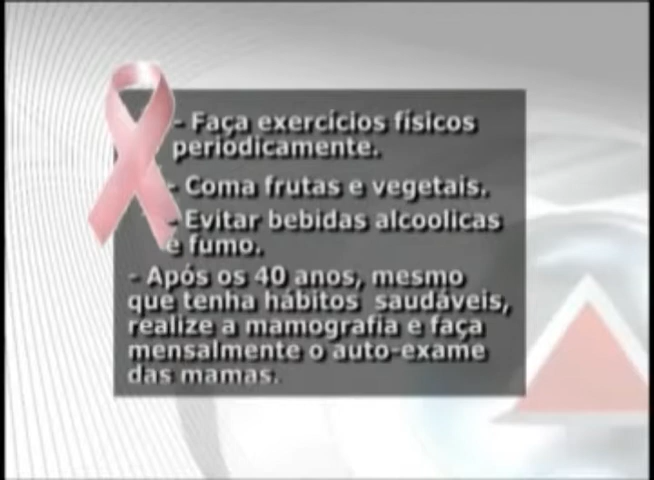 - Faça exercícios físicos
periodicamente.
- Coma frutas e vegetais.
- Evitar bebidas alcoolicas
e fumo.
- Após os 40 anos, mesmo
que tenha hábitos saudáveis,
realize a mamografia e faça
mensalmente o auto-exame
das mamas.